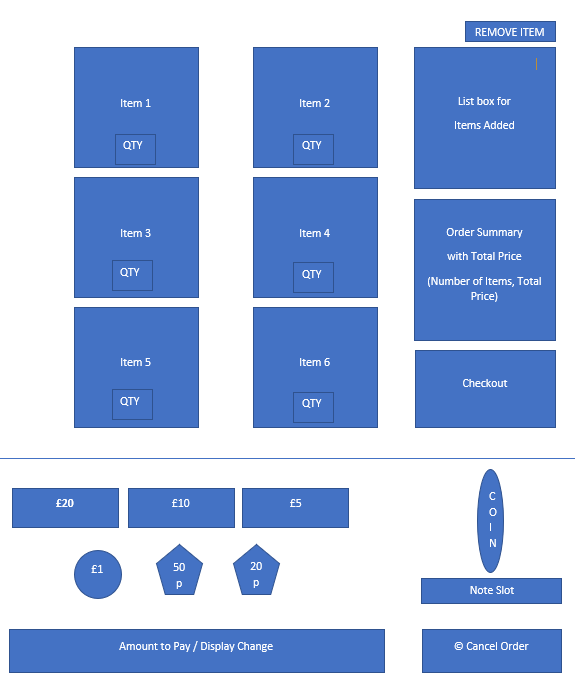 REMOVE ITEM
Item 1
QTY
Item 2
QTY
List box for
Items Added
Item 3
QTY
Item 4
QTY
Order Summary
with Total Price
(Number of Items, Total
Price)
Item 5
QTY
Item 6
QTY
Checkout
£20
£10
£5
C
O
I
N
£1
50
p
20
p
Note Slot
Amount to Pay / Display Change
© Cancel Order